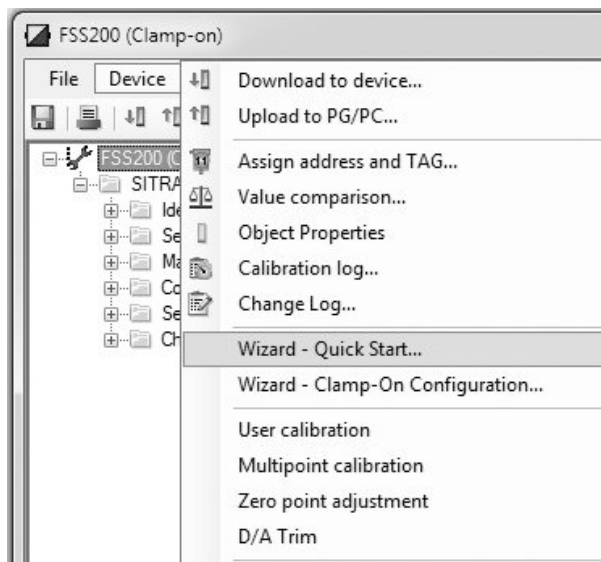 FSS200 (Clamp-on)
File Device
Download to device...
Upload to PG/PC...
Assign address and TAG...
Value comparison...
Object Properties
Calibration log...
Change Log...
Wizard - Quick Start...
Wizard - Clamp-On Configuration...
User calibration
Multipoint calibration
Zero point adjustment
D/A Trim
FSS200 (C
SITRA
Ide
Se
Ma
Co
Se
Ch